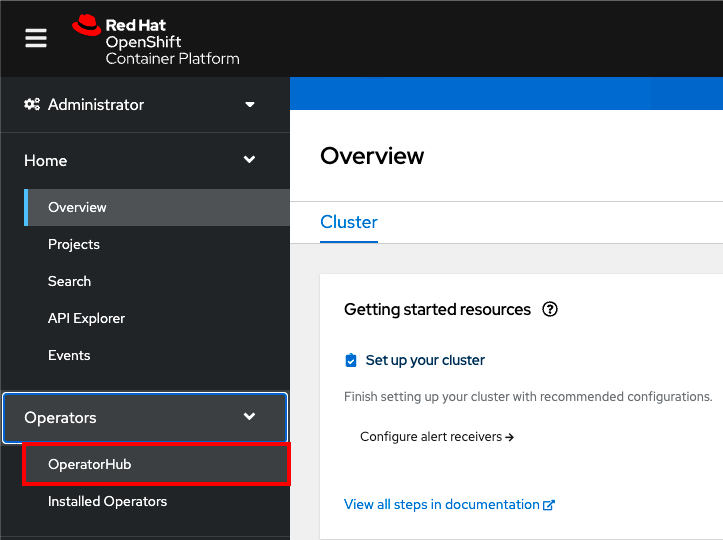 Red Hat
OpenShift
Container Platform
Administrator
Home
Overview
Projects
Search
API Explorer
Events
Operators
OperatorHub
Installed Operators
Overview
Cluster
Getting started resources
Set up your cluster
Finish setting up your cluster with recommended configurations.
Configure alert receivers
View all steps in documentation